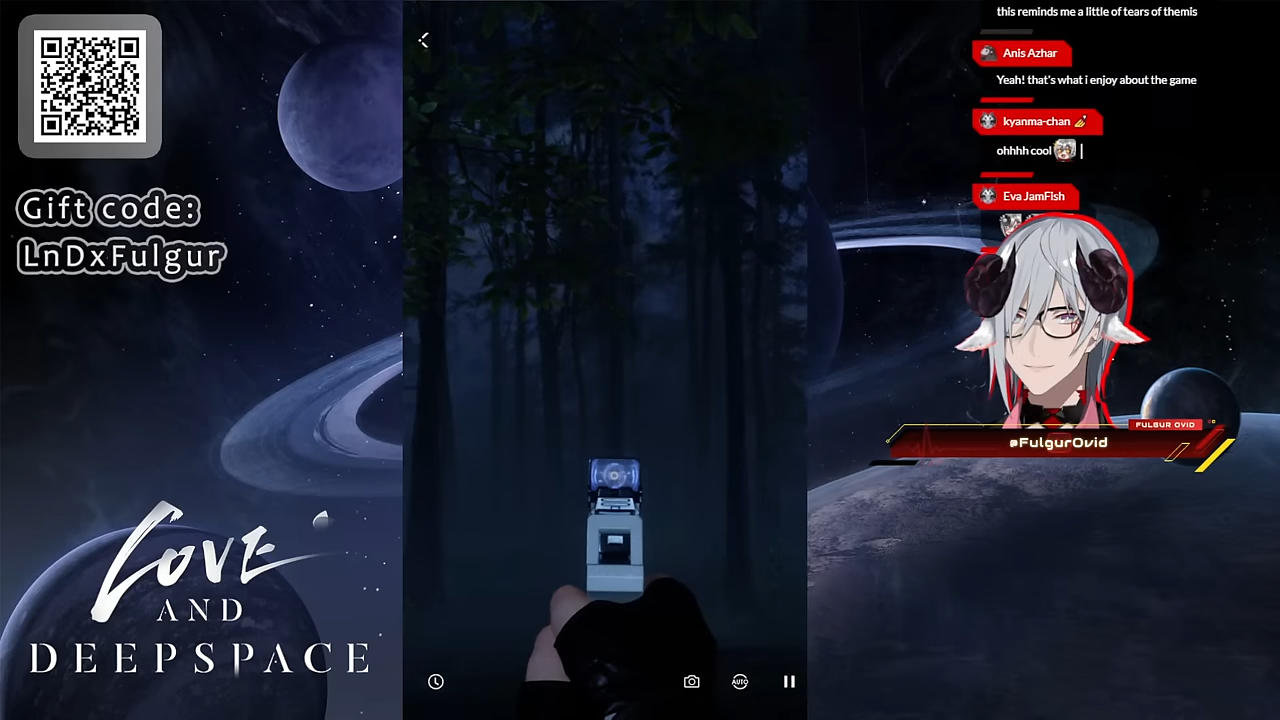 Gift code:
LnDxFulgur
LOVE
AND
DEEPSPACE
AUTO
this reminds me a little of tears of themis
Anis Azhar
Yeah! that's what i enjoy about the game
kyanma-chan
ohhhh cool
Eva JamFish
FULGUR OVID
@FulgurOvid